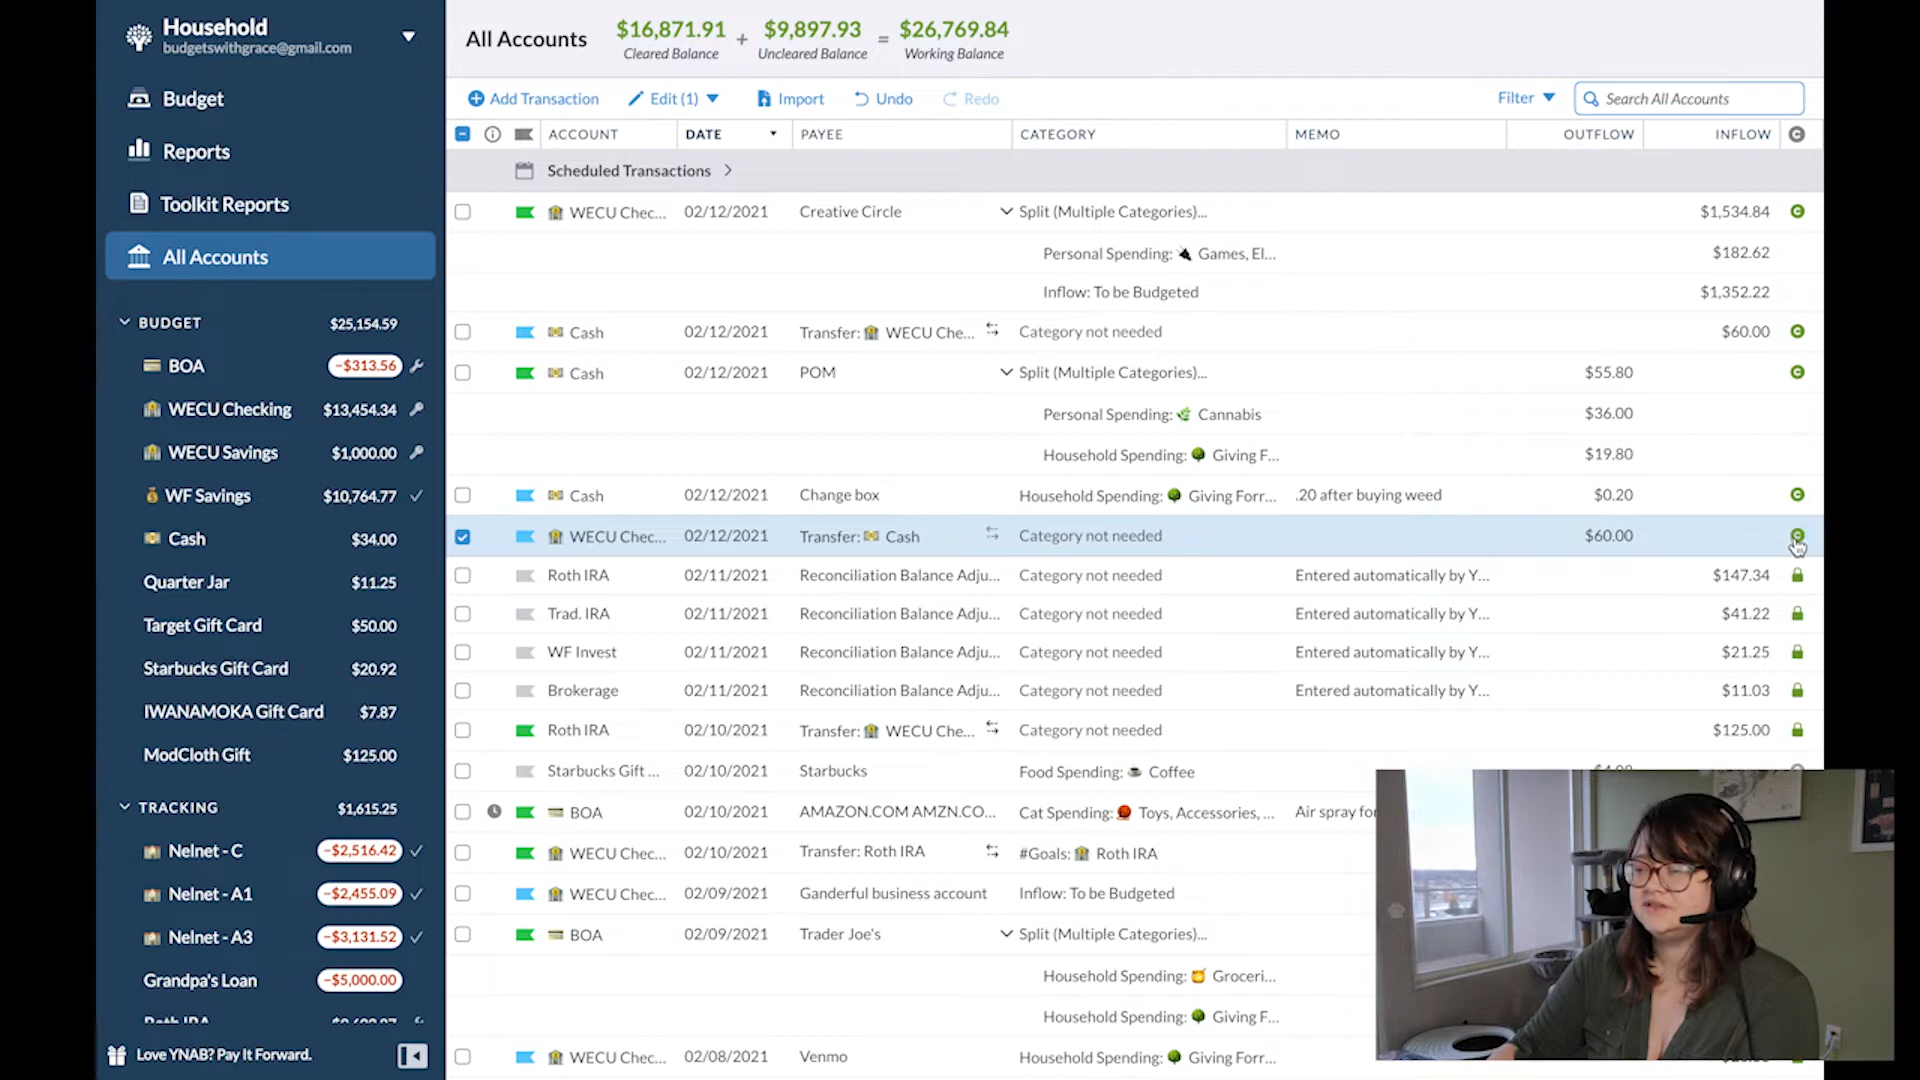 Household
budgetswithgrace@gmail.com
Budget
Reports
Toolkit Reports
All Accounts
BUDGET $25,154.59
BOA -$313.56
WECU Checking $13,454.34
WECU Savings $1,000.00
WF Savings $10,764.77
Cash $34.00
Quarter Jar $11.25
Target Gift Card $50.00
Starbucks Gift Card $20.92
IWANAMOKA Gift Card $7.87
ModCloth Gift $125.00
TRACKING $1,615.25
Nelnet - C -$2,516.42
Nelnet - A1 -$2,455.09
Nelnet - A3 -$3,131.52
Grandpa's Loan -$5,000.00
Roth IRA
Love YNAB? Pay It Forward.
All Accounts
$16,871.91 + $9,897.93 = $26,769.84
Cleared Balance Uncleared Balance Working Balance
Add Transaction Edit (1) Import Undo Redo Filter Search All Accounts
ACCOUNT DATE PAYEE CATEGORY MEMO OUTFLOW INFLOW
Scheduled Transactions
WECU Chec... 02/12/2021 Creative Circle Split (Multiple Categories)... $1,534.84
Personal Spending: Games, El... $182.62
Inflow: To be Budgeted $1,352.22
Cash 02/12/2021 Transfer: WECU Che... Category not needed $60.00
Cash 02/12/2021 POM Split (Multiple Categories)... $55.80
Personal Spending: Cannabis $36.00
Household Spending: Giving F... $19.80
Cash 02/12/2021 Change box Household Spending: Giving Forr... .20 after buying weed $0.20
WECU Chec... 02/12/2021 Transfer: Cash Category not needed $60.00
Roth IRA 02/11/2021 Reconciliation Balance Adju... Category not needed Entered automatically by Y... $147.34
Trad. IRA 02/11/2021 Reconciliation Balance Adju... Category not needed Entered automatically by Y... $41.22
WF Invest 02/11/2021 Reconciliation Balance Adju... Category not needed Entered automatically by Y... $21.25
Brokerage 02/11/2021 Reconciliation Balance Adju... Category not needed Entered automatically by Y... $11.03
Roth IRA 02/10/2021 Transfer: WECU Che... Category not needed $125.00
Starbucks Gift ... 02/10/2021 Starbucks Food Spending: Coffee
BOA 02/10/2021 AMAZON.COM AMZN.CO... Cat Spending: Toys, Accessories, ... Air spray for
WECU Chec... 02/10/2021 Transfer: Roth IRA #Goals: Roth IRA
WECU Chec... 02/09/2021 Ganderful business account Inflow: To be Budgeted
BOA 02/09/2021 Trader Joe's Split (Multiple Categories)...
Household Spending: Groceri...
Household Spending: Giving F...
WECU Chec... 02/08/2021 Venmo Household Spending: Giving Forr...